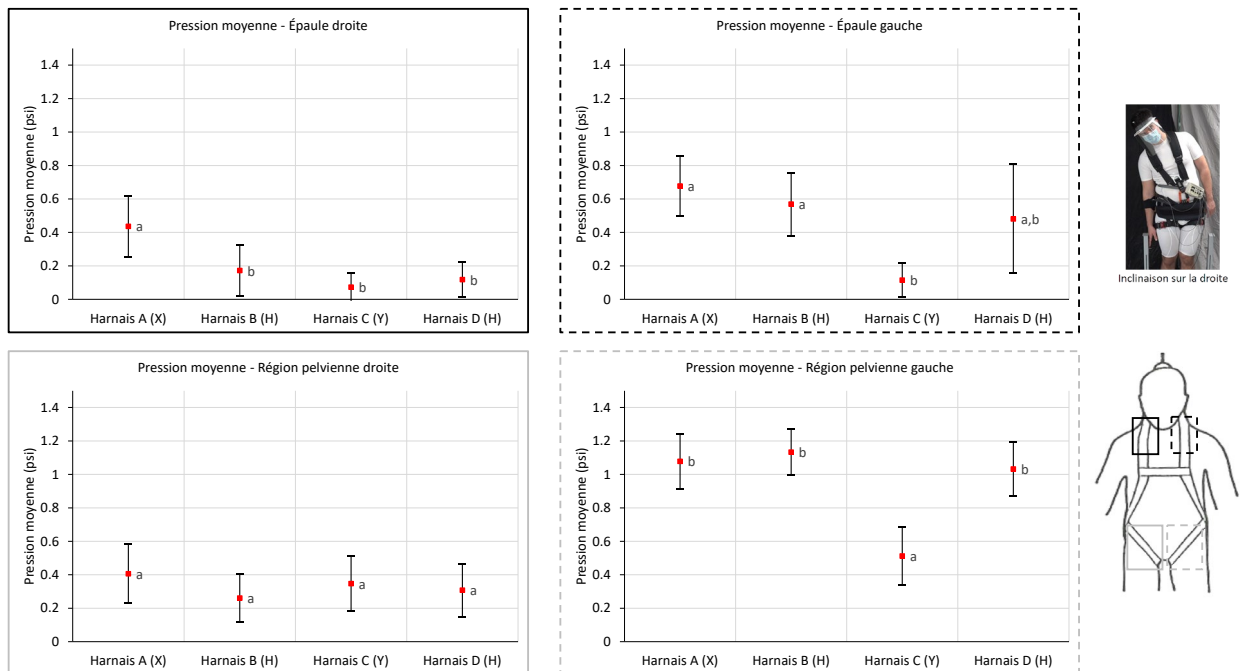 Pression moyenne - Épaule droite
Pression moyenne (psi)
1.4
1.2
1
0.8
0.6
0.4
0.2
0
a
b
b
b
Harnais A (X) Harnais B (H) Harnais C (Y) Harnais D (H)
Pression moyenne - Épaule gauche
Pression moyenne (psi)
1.4
1.2
1
0.8
0.6
0.4
0.2
0
a
a
b
a,b
Harnais A (X) Harnais B (H) Harnais C (Y) Harnais D (H)
Inclinaison sur la droite
Pression moyenne - Région pelvienne droite
Pression moyenne (psi)
1.4
1.2
1
0.8
0.6
0.4
0.2
0
a
a
a
a
Harnais A (X) Harnais B (H) Harnais C (Y) Harnais D (H)
Pression moyenne - Région pelvienne gauche
Pression moyenne (psi)
1.4
1.2
1
0.8
0.6
0.4
0.2
0
b
b
a
b
Harnais A (X) Harnais B (H) Harnais C (Y) Harnais D (H)